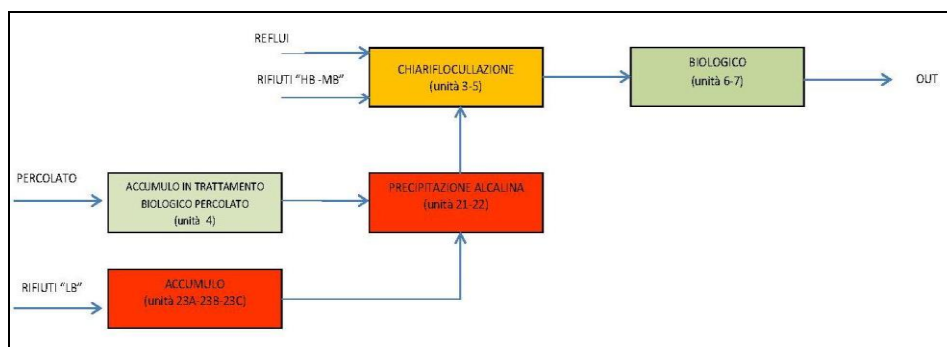 REFLUI
RIFIUTI "HB -MB"
CHIARIFLOCULLAZIONE
(unità 3-5)
BIOLOGICO
(unità 6-7)
OUT
PERCOLATO
ACCUMULO IN TRATTAMENTO
BIOLOGICO PERCOLATO
(unità 4)
PRECIPITAZIONE ALCALINA
(unità 21-22)
RIFIUTI "LB"
ACCUMULO
(unità 23A-23B-23C)